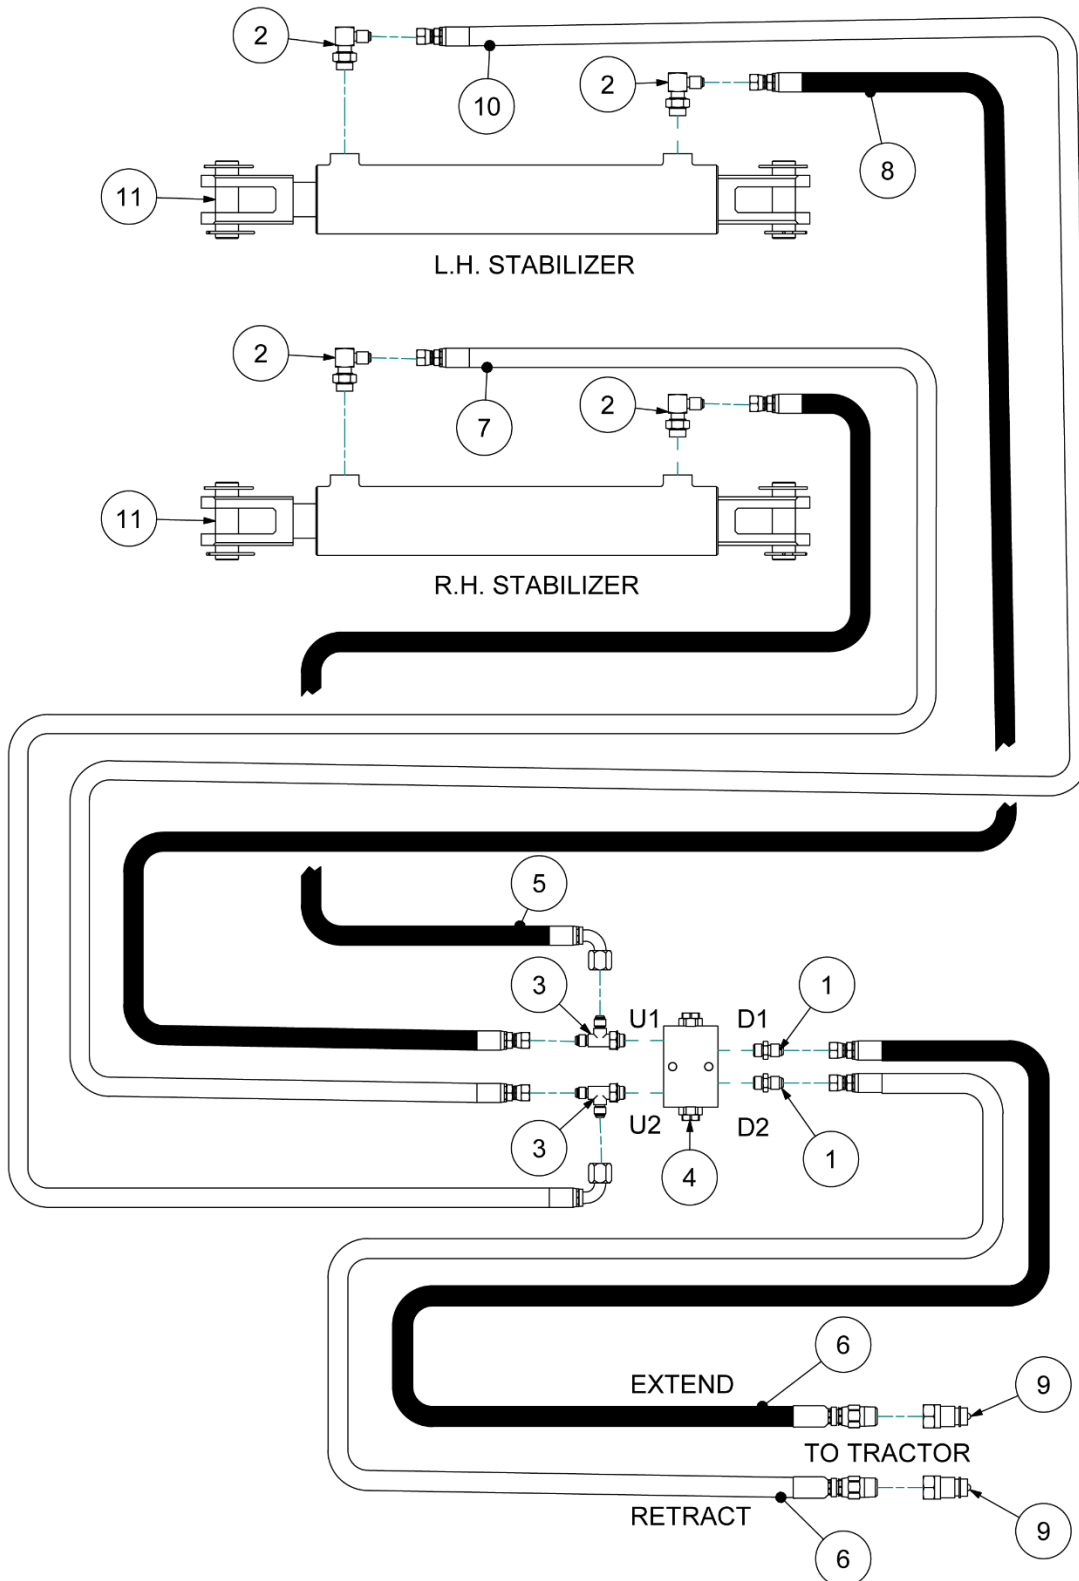 2
10
2
8
11
L.H. STABILIZER
2
7
2
11
R.H. STABILIZER
5
3
U1
D1
1
3
U2
D2
4
1
6
EXTEND
9
TO TRACTOR
RETRACT
9
6